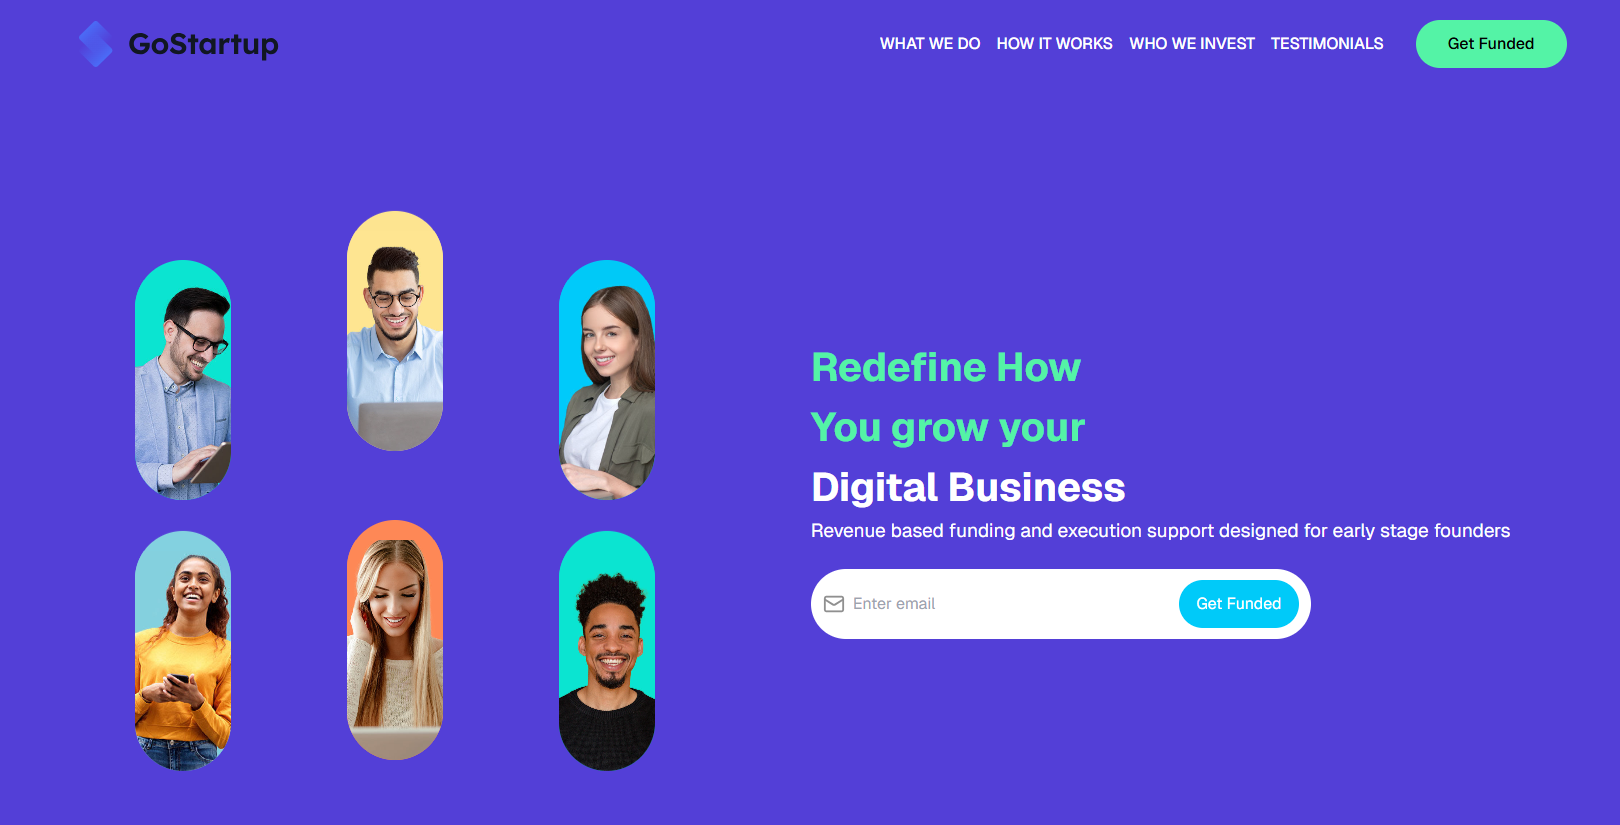 GoStartup
WHAT WE DO HOW IT WORKS WHO WE INVEST TESTIMONIALS Get Funded
Redefine How
You grow your
Digital Business
Revenue based funding and execution support designed for early stage founders
Enter email Get Funded